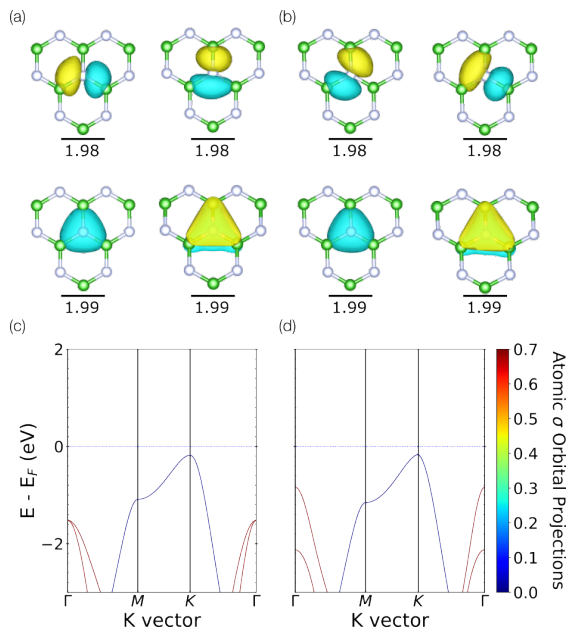 (a) (b)
1.98 1.98 1.98 1.98
1.99 1.99 1.99 1.99
(c) (d)
2
0
−2
E - E_F (eV)
Γ M K Γ
K vector
Γ M K Γ
K vector
0.7
0.6
0.5
0.4
0.3
0.2
0.1
0.0
Atomic σ Orbital Projections